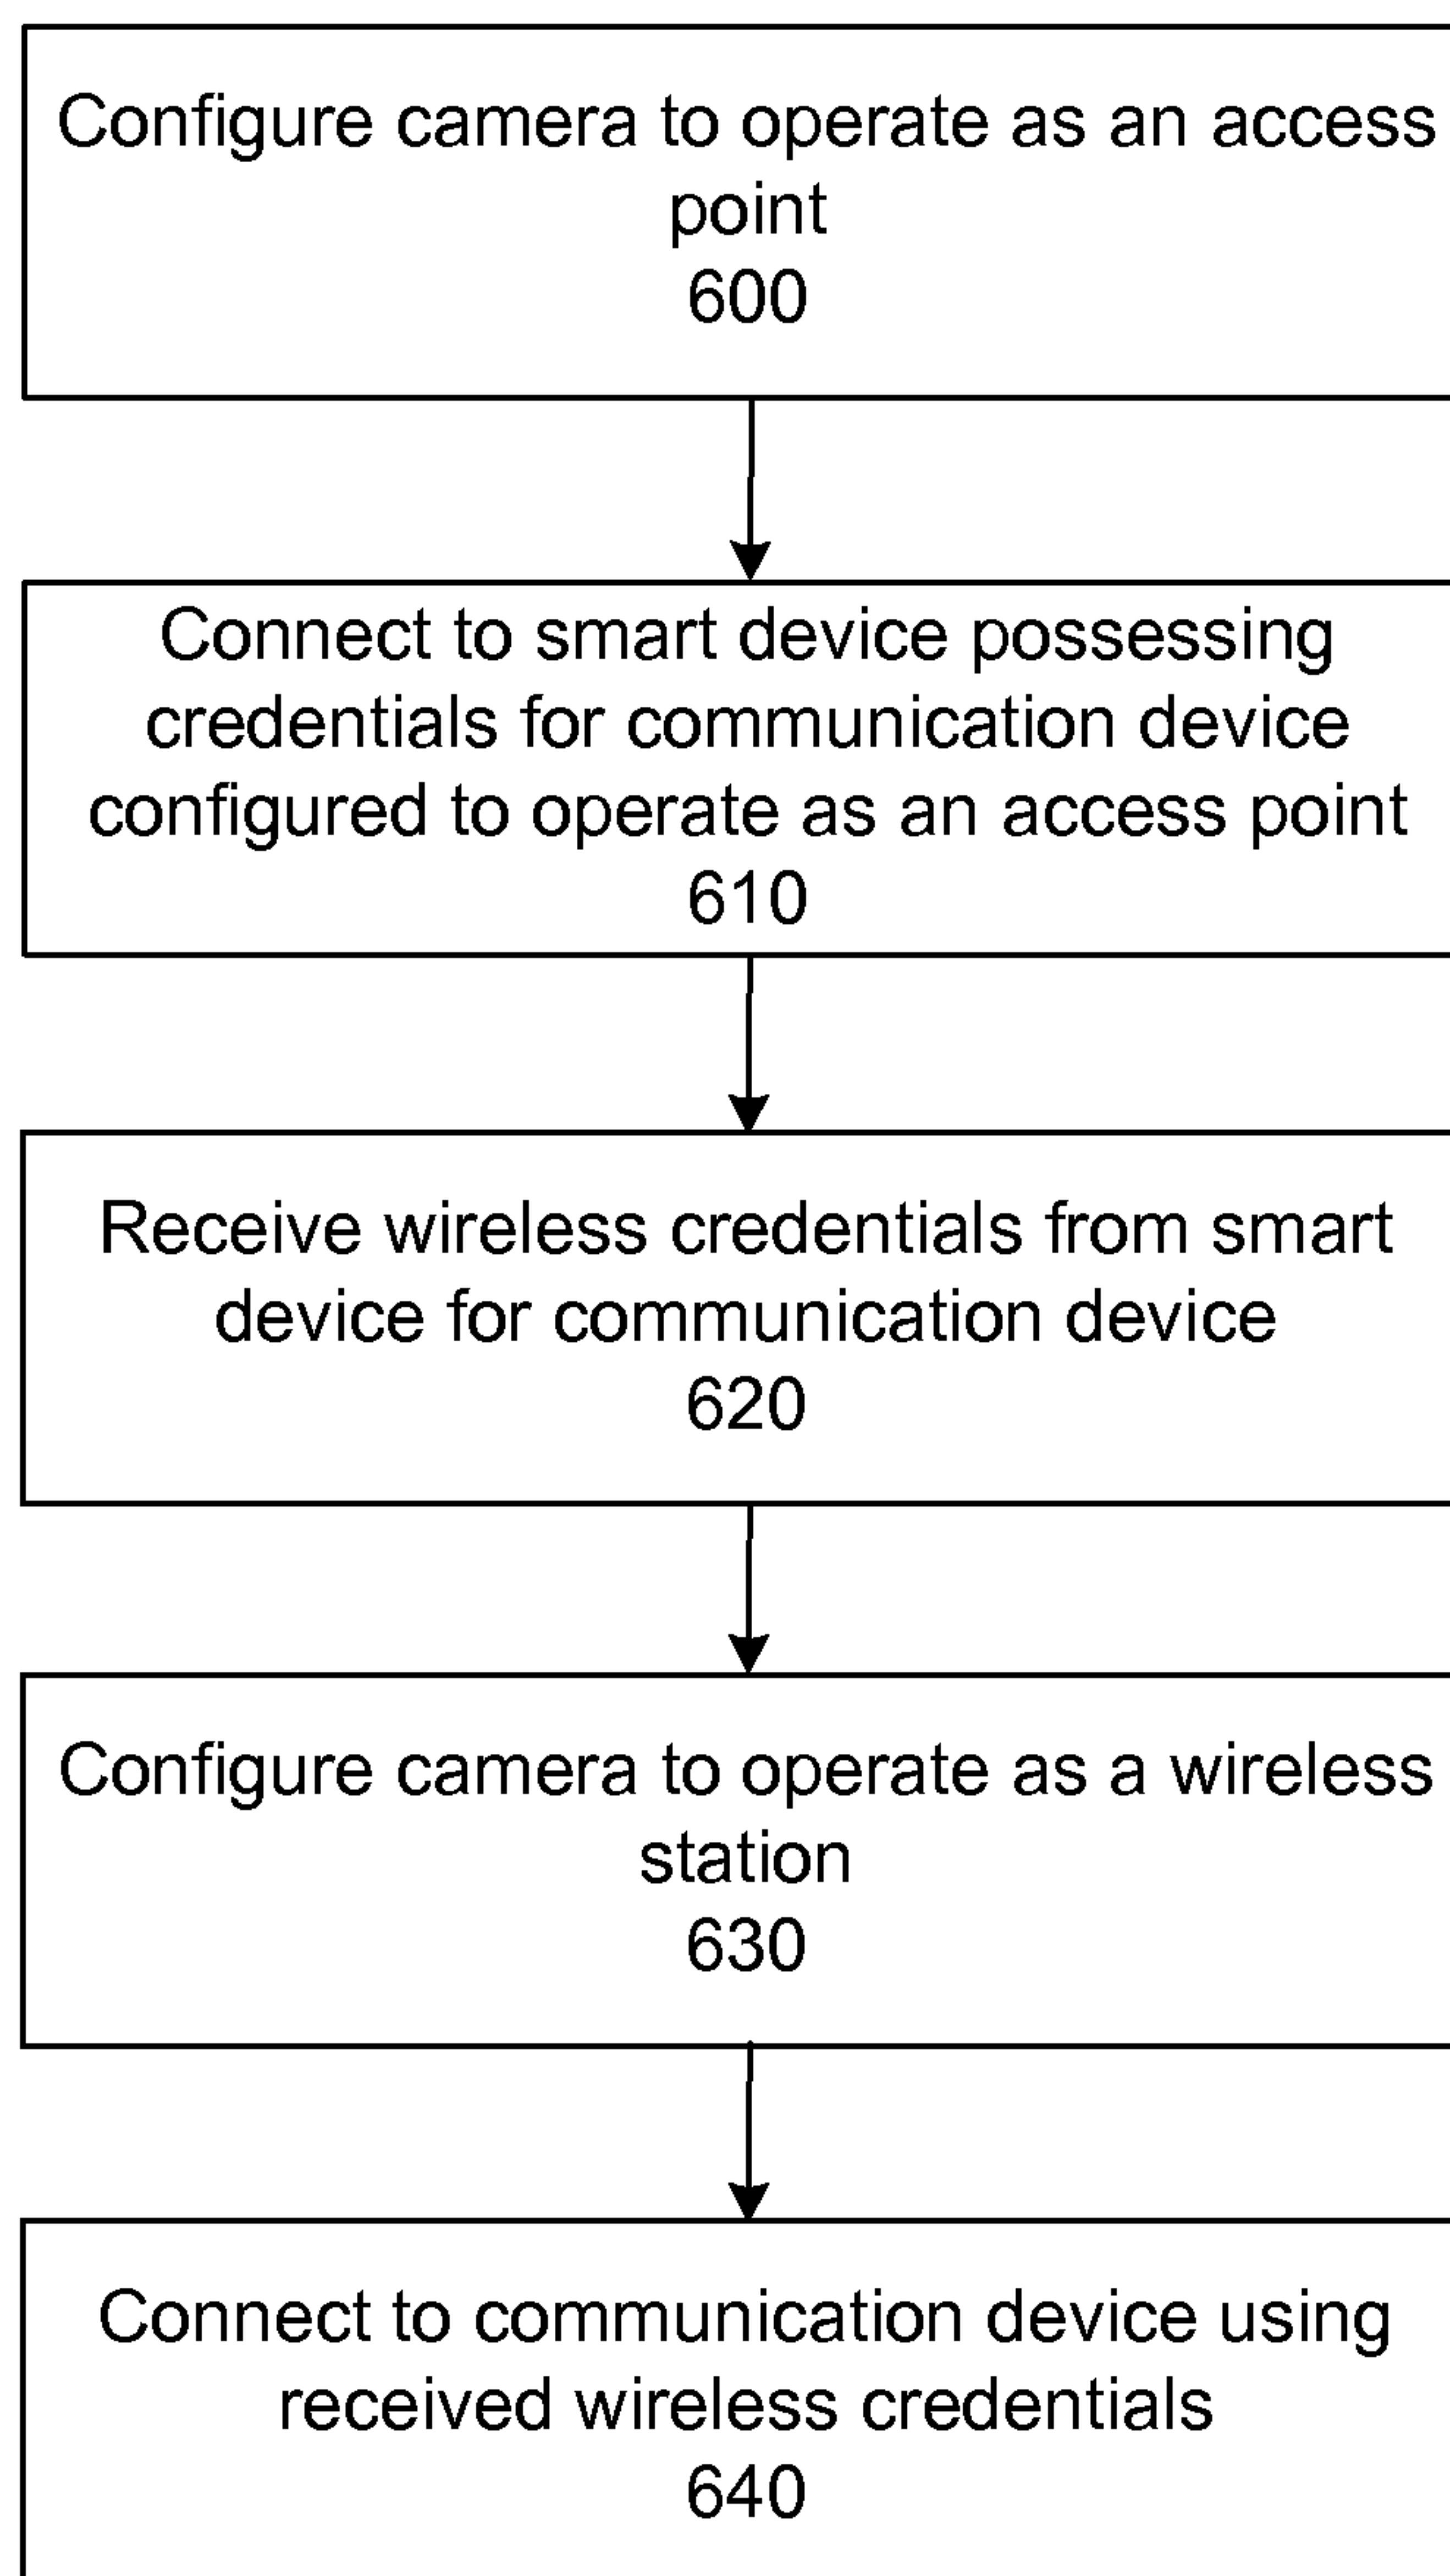 Configure camera to operate as an access
point
600
Connect to smart device possessing
credentials for communication device
configured to operate as an access point
610
Receive wireless credentials from smart
device for communication device
620
Configure camera to operate as a wireless
station
630
Connect to communication device using
received wireless credentials
640